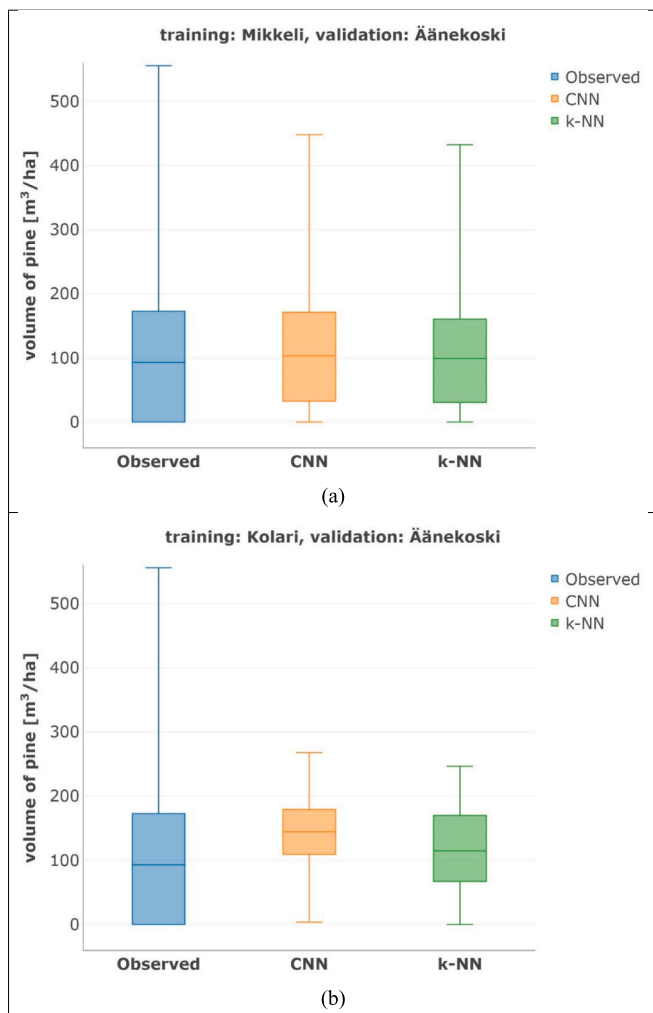 training: Mikkeli, validation: Äänekoski
Observed
CNN
k-NN
volume of pine [m³/ha]
500
400
300
200
100
0
Observed CNN k-NN
(a)
training: Kolari, validation: Äänekoski
Observed
CNN
k-NN
volume of pine [m³/ha]
500
400
300
200
100
0
Observed CNN k-NN
(b)